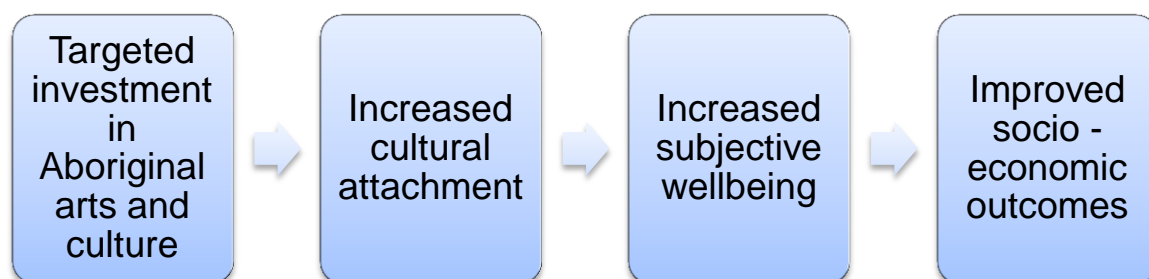 Targeted
investment
in
Aboriginal
arts and
culture
Increased
cultural
attachment
Increased
subjective
wellbeing
Improved
socio -
economic
outcomes